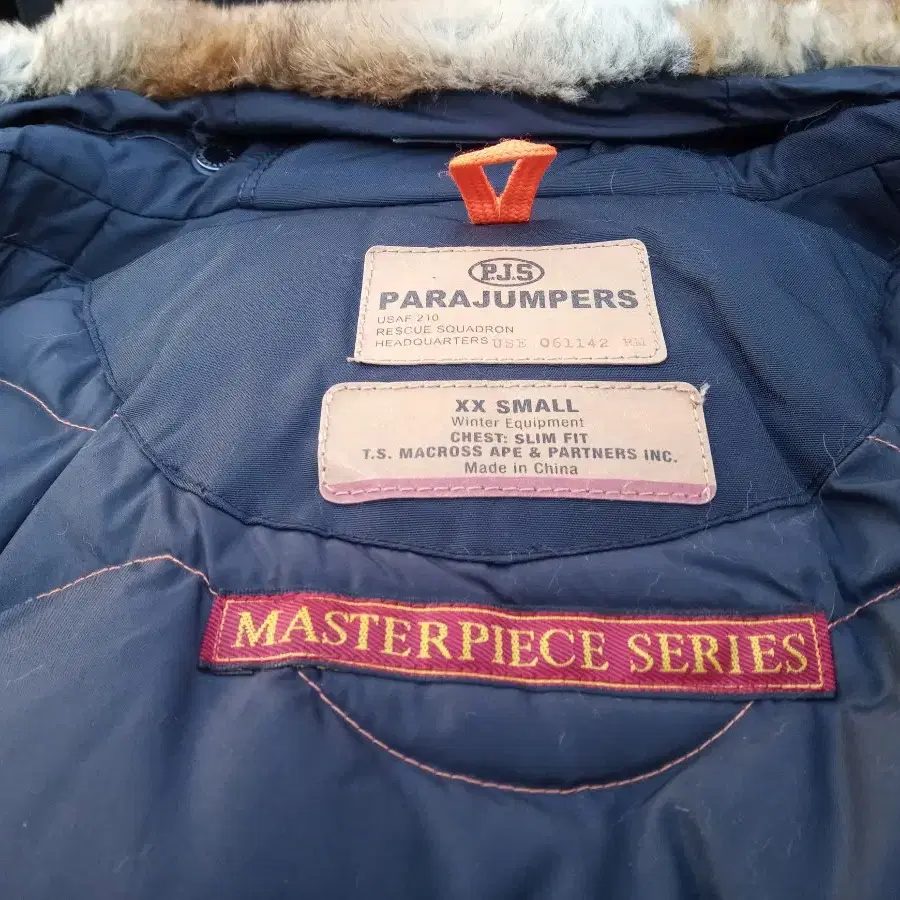 P.J.S
PARAJUMPERS
USAF 210
RESCUE SQUADRON
HEADQUARTERS USE 061142 RM
XX SMALL
Winter Equipment
CHEST: SLIM FIT
T.S. MACROSS APE & PARTNERS INC.
Made in China
MASTERPIECE SERIES